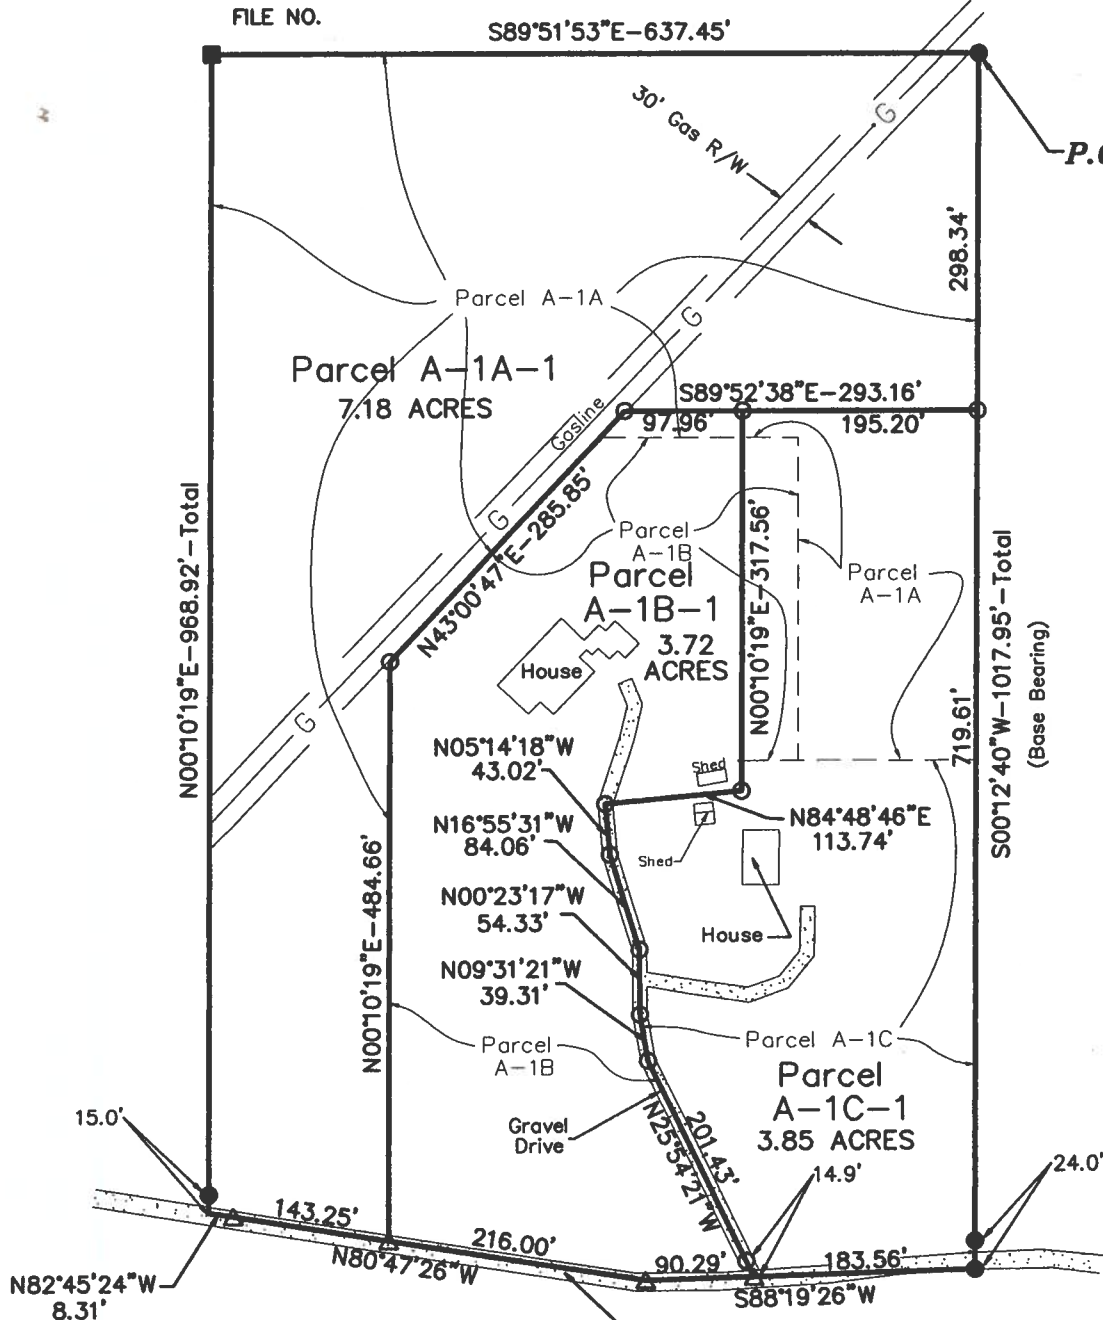 FILE NO.
S89°51'53"E-637.45'
30' Gas R/W
298.34'
Parcel A-1A
Parcel A-1A-1
7.18 ACRES
Gasline
G
G
G
G
S89°52'38"E-293.16'
97.96'
195.20'
N43°00'47"E-285.85'
N00°10'19"E-968.92'-Total
Parcel
A-1B
Parcel
A-1B-1
3.72
ACRES
N00°10'19"E-317.56'
Parcel
A-1A
House
719.61'
S00°12'40"W-1017.95'-Total
(Base Bearing)
N05°14'18"W
43.02'
Shed
N84°48'46"E
113.74'
N16°55'31"W
84.06'
Shed
N00°23'17"W
54.33'
House
N09°31'21"W
39.31'
N00°10'19"E-484.66'
Parcel
A-1B
Parcel A-1C
Parcel
A-1C-1
3.85 ACRES
Gravel
Drive
201.43'
N25°54'21"W
15.0'
14.9'
24.0'
143.25'
216.00'
N80°47'26"W
90.29'
183.56'
S88°19'26"W
N82°45'24"W
8.31'